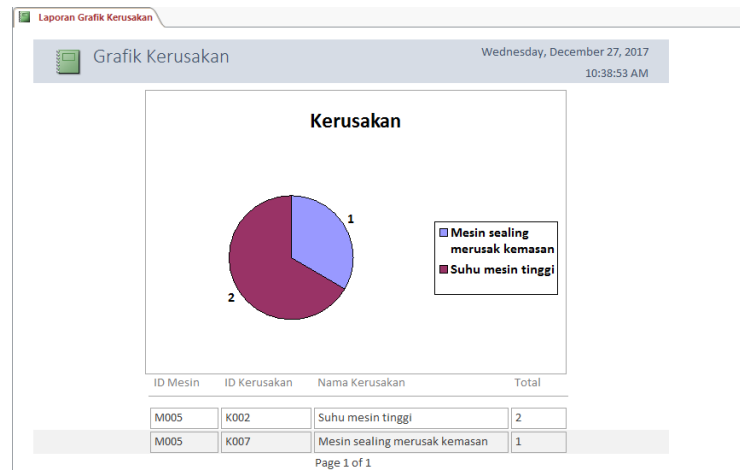 Laporan Grafik Kerusakan
Grafik Kerusakan
Wednesday, December 27, 2017
10:38:53 AM
Kerusakan
1
2
Mesin sealing
merusak kemasan
Suhu mesin tinggi
ID Mesin ID Kerusakan Nama Kerusakan Total
M005 K002 Suhu mesin tinggi 2
M005 K007 Mesin sealing merusak kemasan 1
Page 1 of 1